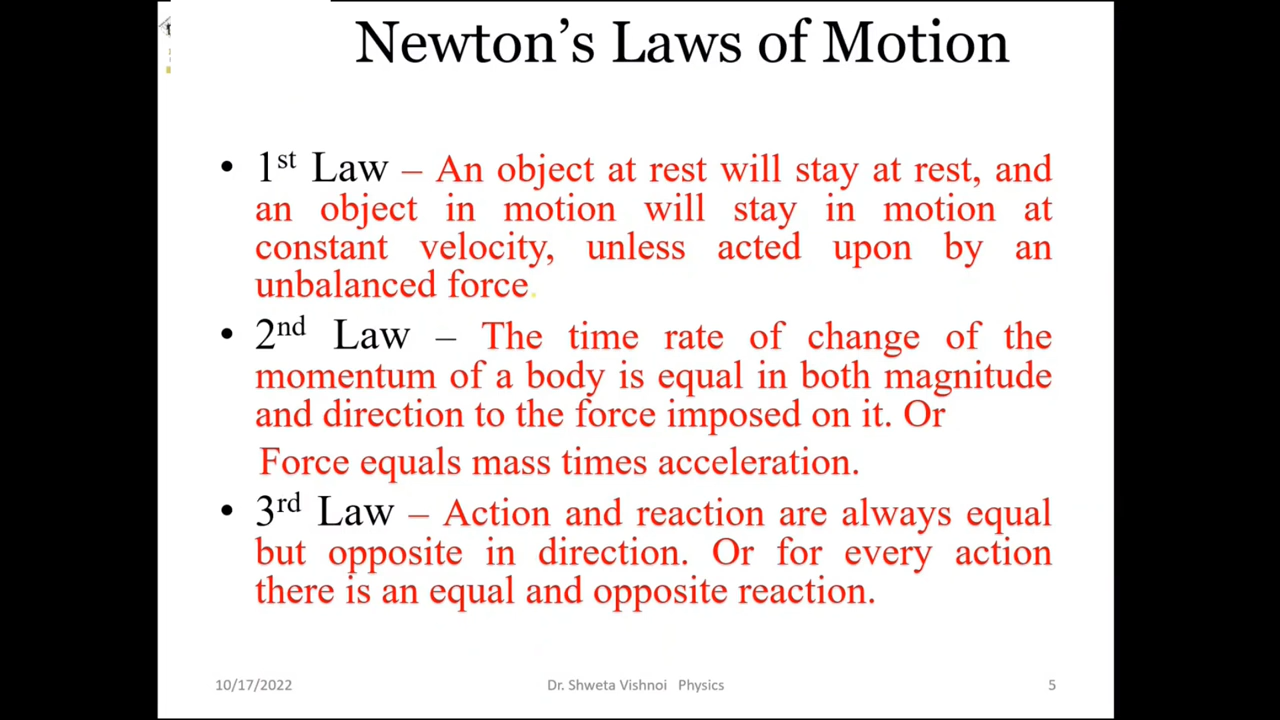 Newton’s Laws of Motion
• 1st Law – An object at rest will stay at rest, and
an object in motion will stay in motion at
constant velocity, unless acted upon by an
unbalanced force.
• 2nd Law – The time rate of change of the
momentum of a body is equal in both magnitude
and direction to the force imposed on it. Or
Force equals mass times acceleration.
• 3rd Law – Action and reaction are always equal
but opposite in direction. Or for every action
there is an equal and opposite reaction.
10/17/2022 Dr. Shweta Vishnoi Physics 5